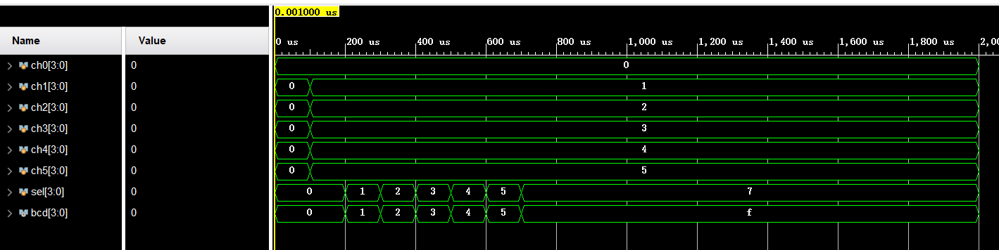 0.001000 us
Name Value
0 us 200 us 400 us 600 us 800 us 1,000 us 1,200 us 1,400 us 1,600 us 1,800 us 2,00
ch0[3:0] 0 0
ch1[3:0] 0 0 1
ch2[3:0] 0 0 2
ch3[3:0] 0 0 3
ch4[3:0] 0 0 4
ch5[3:0] 0 0 5
sel[3:0] 0 0 1 2 3 4 5 7
bcd[3:0] 0 0 1 2 3 4 5 f